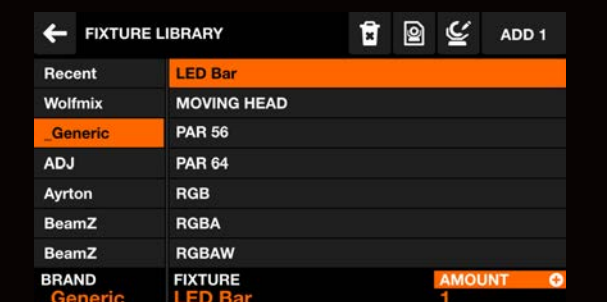 FIXTURE LIBRARY
ADD 1
Recent
LED Bar
Wolfmix
MOVING HEAD
_Generic
PAR 56
ADJ
PAR 64
Ayrton
RGB
BeamZ
RGBA
BeamZ
RGBAW
BRAND
FIXTURE
AMOUNT
_Generic
LED Bar
1